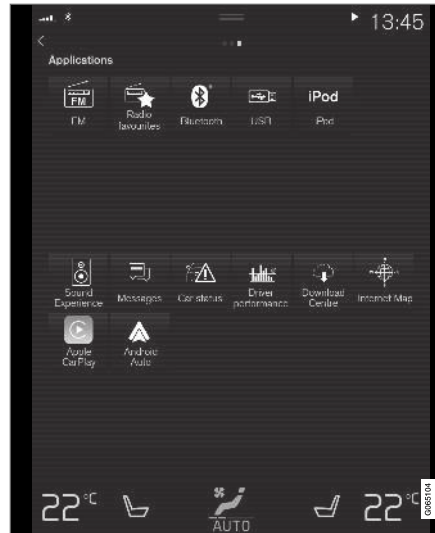 13:45
Applications
FM
iPod
FM
Radio
favourites
Bluetooth
USB
iPod
Sound
Experience
Messages
Car status
Driver
performance
Download
Centre
Internet Map
Apple
CarPlay
Android
Auto
22°C
AUTO
22°C
G065104